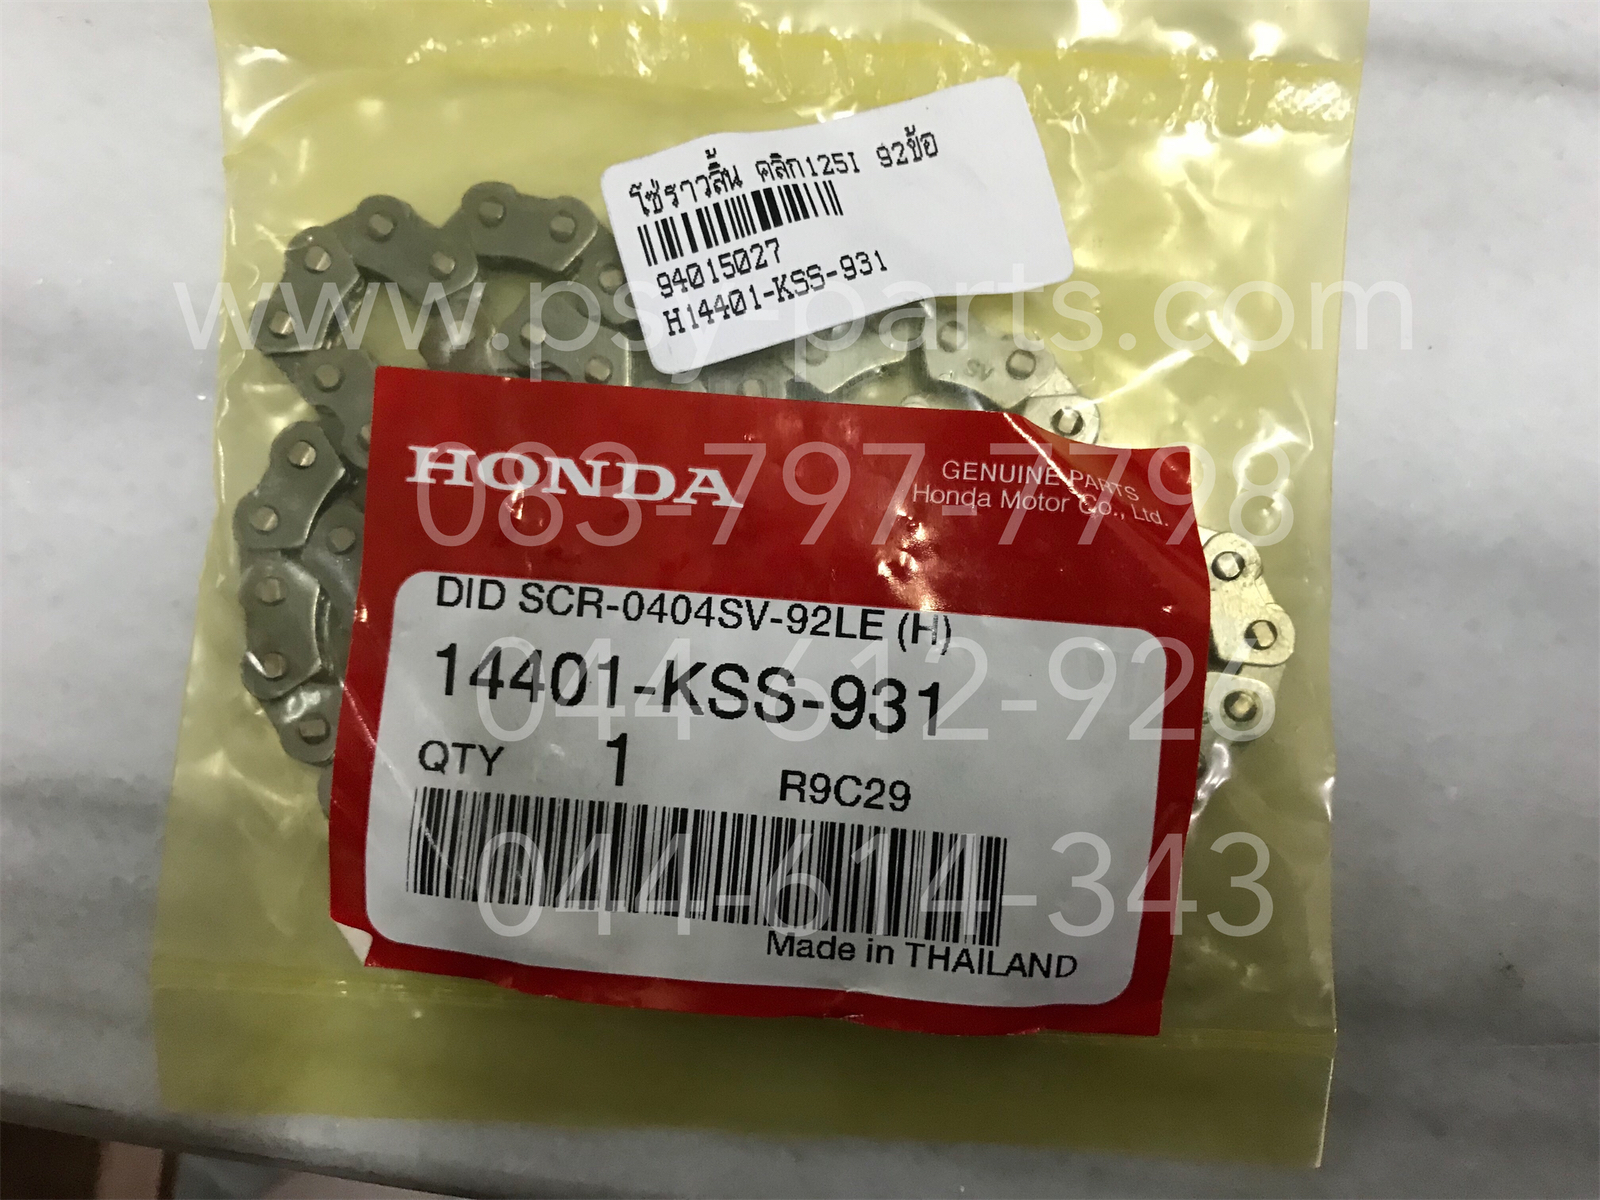 โซ่ราวลิ้น คลิก125I 92ข้อ
94015027
H14401-KSS-931
www.psy-parts.com
HONDA
GENUINE PARTS
Honda Motor Co., Ltd.
083-797-7798
DID SCR-0404SV-92LE (H)
14401-KSS-931
044-612-926
QTY 1 R9C29
044-614-343
Made in THAILAND
SV